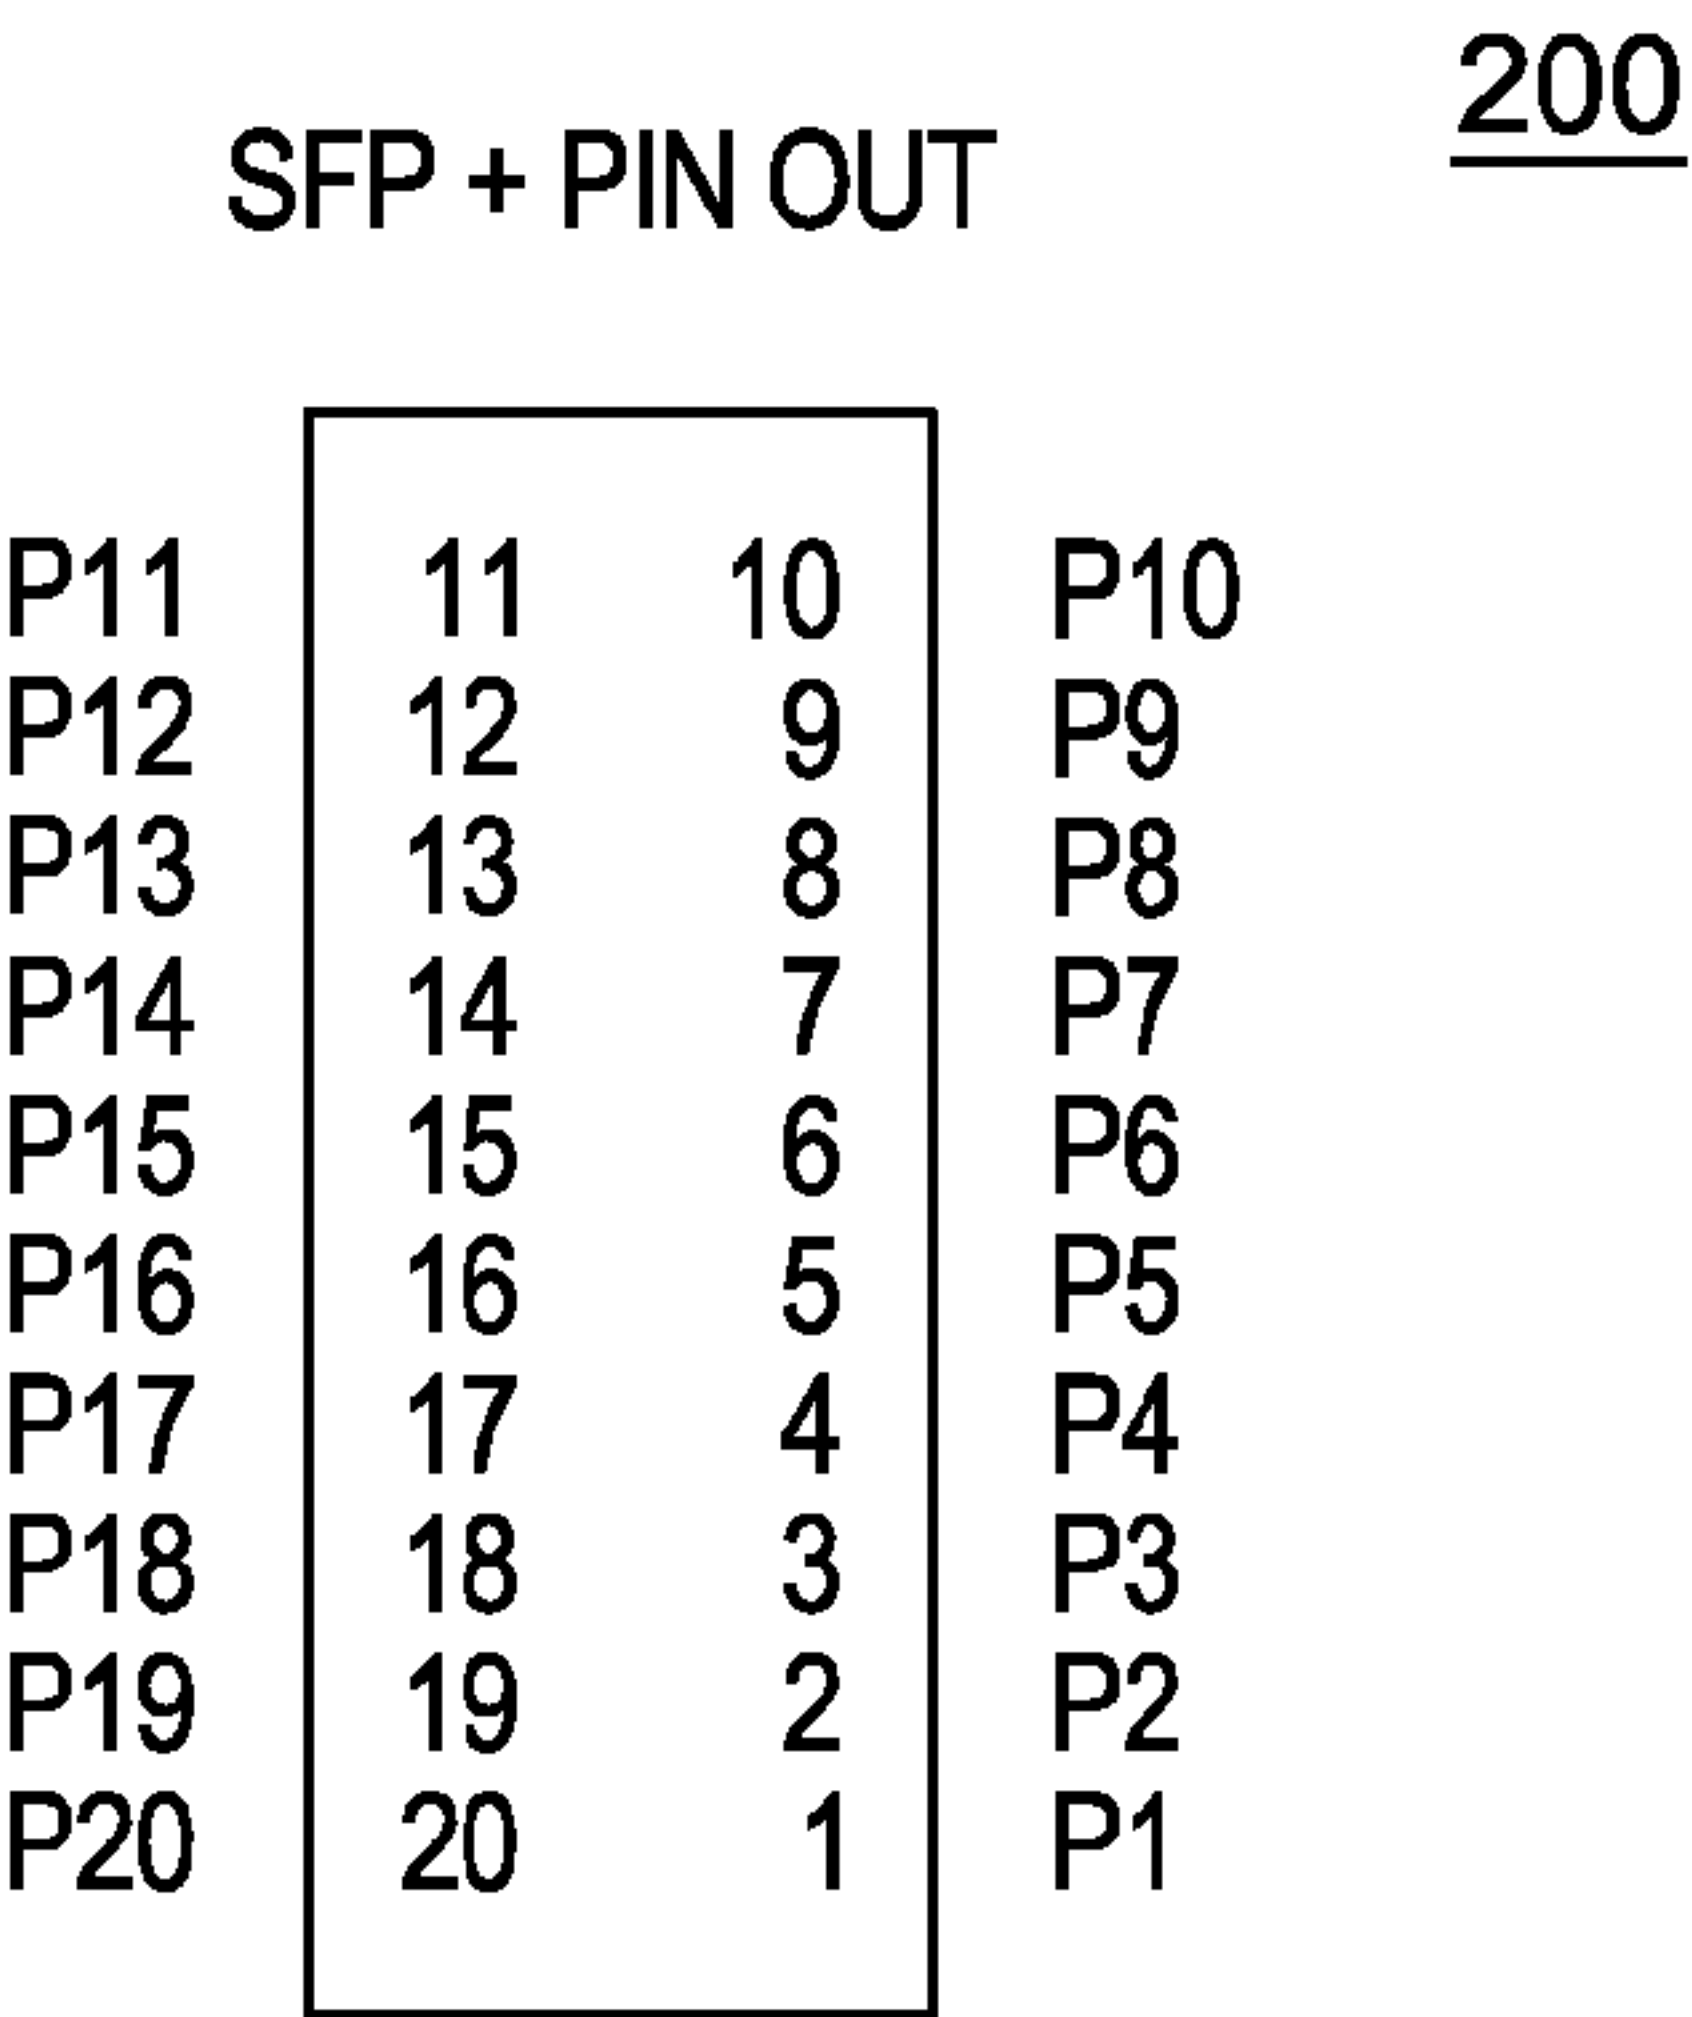 200
SFP + PIN OUT
P11 11 10 P10
P12 12 9 P9
P13 13 8 P8
P14 14 7 P7
P15 15 6 P6
P16 16 5 P5
P17 17 4 P4
P18 18 3 P3
P19 19 2 P2
P20 20 1 P1